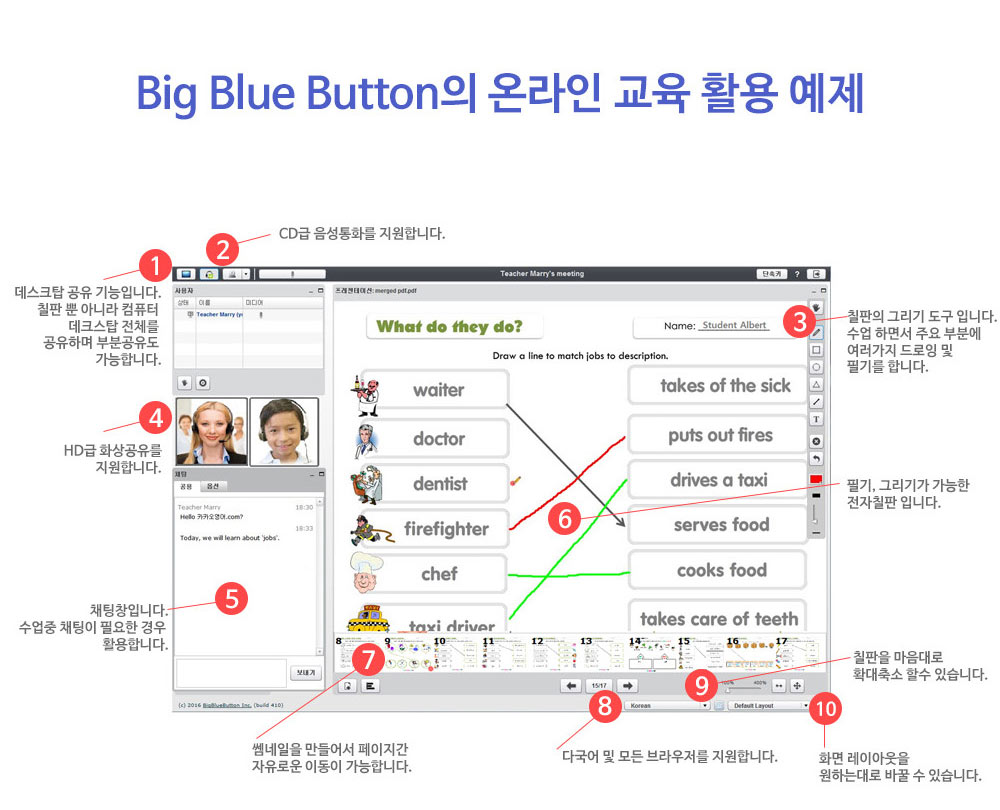 Big Blue Button의 온라인 교육 활용 예제
2
CD급 음성통화를 지원합니다.
1
데스크탑 공유 기능입니다.
칠판 뿐 아니라 컴퓨터
데크스탑 전체를
공유하며 부분공유도
가능합니다.
Teacher Marry's meeting
단축키
?
사용자
상태 이름 미디어
Teacher Marry (yo
프레젠테이션: merged pdf.pdf
What do they do?
Name: Student Albert
Draw a line to match jobs to description.
3
칠판의 그리기 도구 입니다.
수업 하면서 주요 부분에
여러가지 드로잉 및
필기를 합니다.
T
waiter
takes of the sick
doctor
puts out fires
dentist
drives a taxi
firefighter
serves food
chef
cooks food
taxi driver
takes care of teeth
4
HD급 화상공유를
지원합니다.
채팅
공용 옵션
Teacher Marry 18:30
Hello 카카오영어.com?
18:33
Today, we will learn about 'jobs'.
6
필기, 그리기가 가능한
전자칠판 입니다.
5
채팅창입니다.
수업중 채팅이 필요한 경우
활용합니다.
보내기
8 9 10 11 12 13 14 15 16 17
7
쎔네일을 만들어서 페이지간
자유로운 이동이 가능합니다.
15/17
9
100% 400%
칠판을 마음대로
확대축소 할수 있습니다.
(c) 2016 BigBlueButton Inc. (build 410)
8
Korean
Default Layout
10
다국어 및 모든 브라우저를 지원합니다.
화면 레이아웃을
원하는대로 바꿀 수 있습니다.